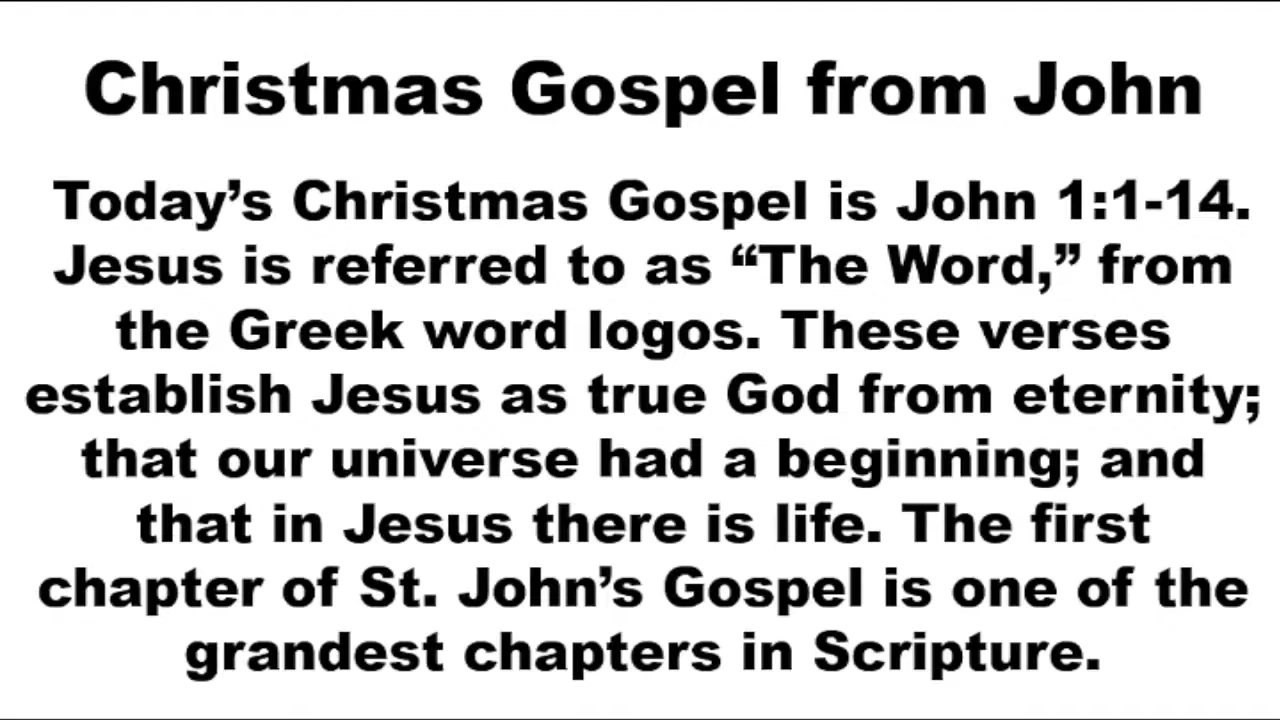 Christmas Gospel from John
Today’s Christmas Gospel is John 1:1-14.
Jesus is referred to as “The Word,” from
the Greek word logos. These verses
establish Jesus as true God from eternity;
that our universe had a beginning; and
that in Jesus there is life. The first
chapter of St. John’s Gospel is one of the
grandest chapters in Scripture.